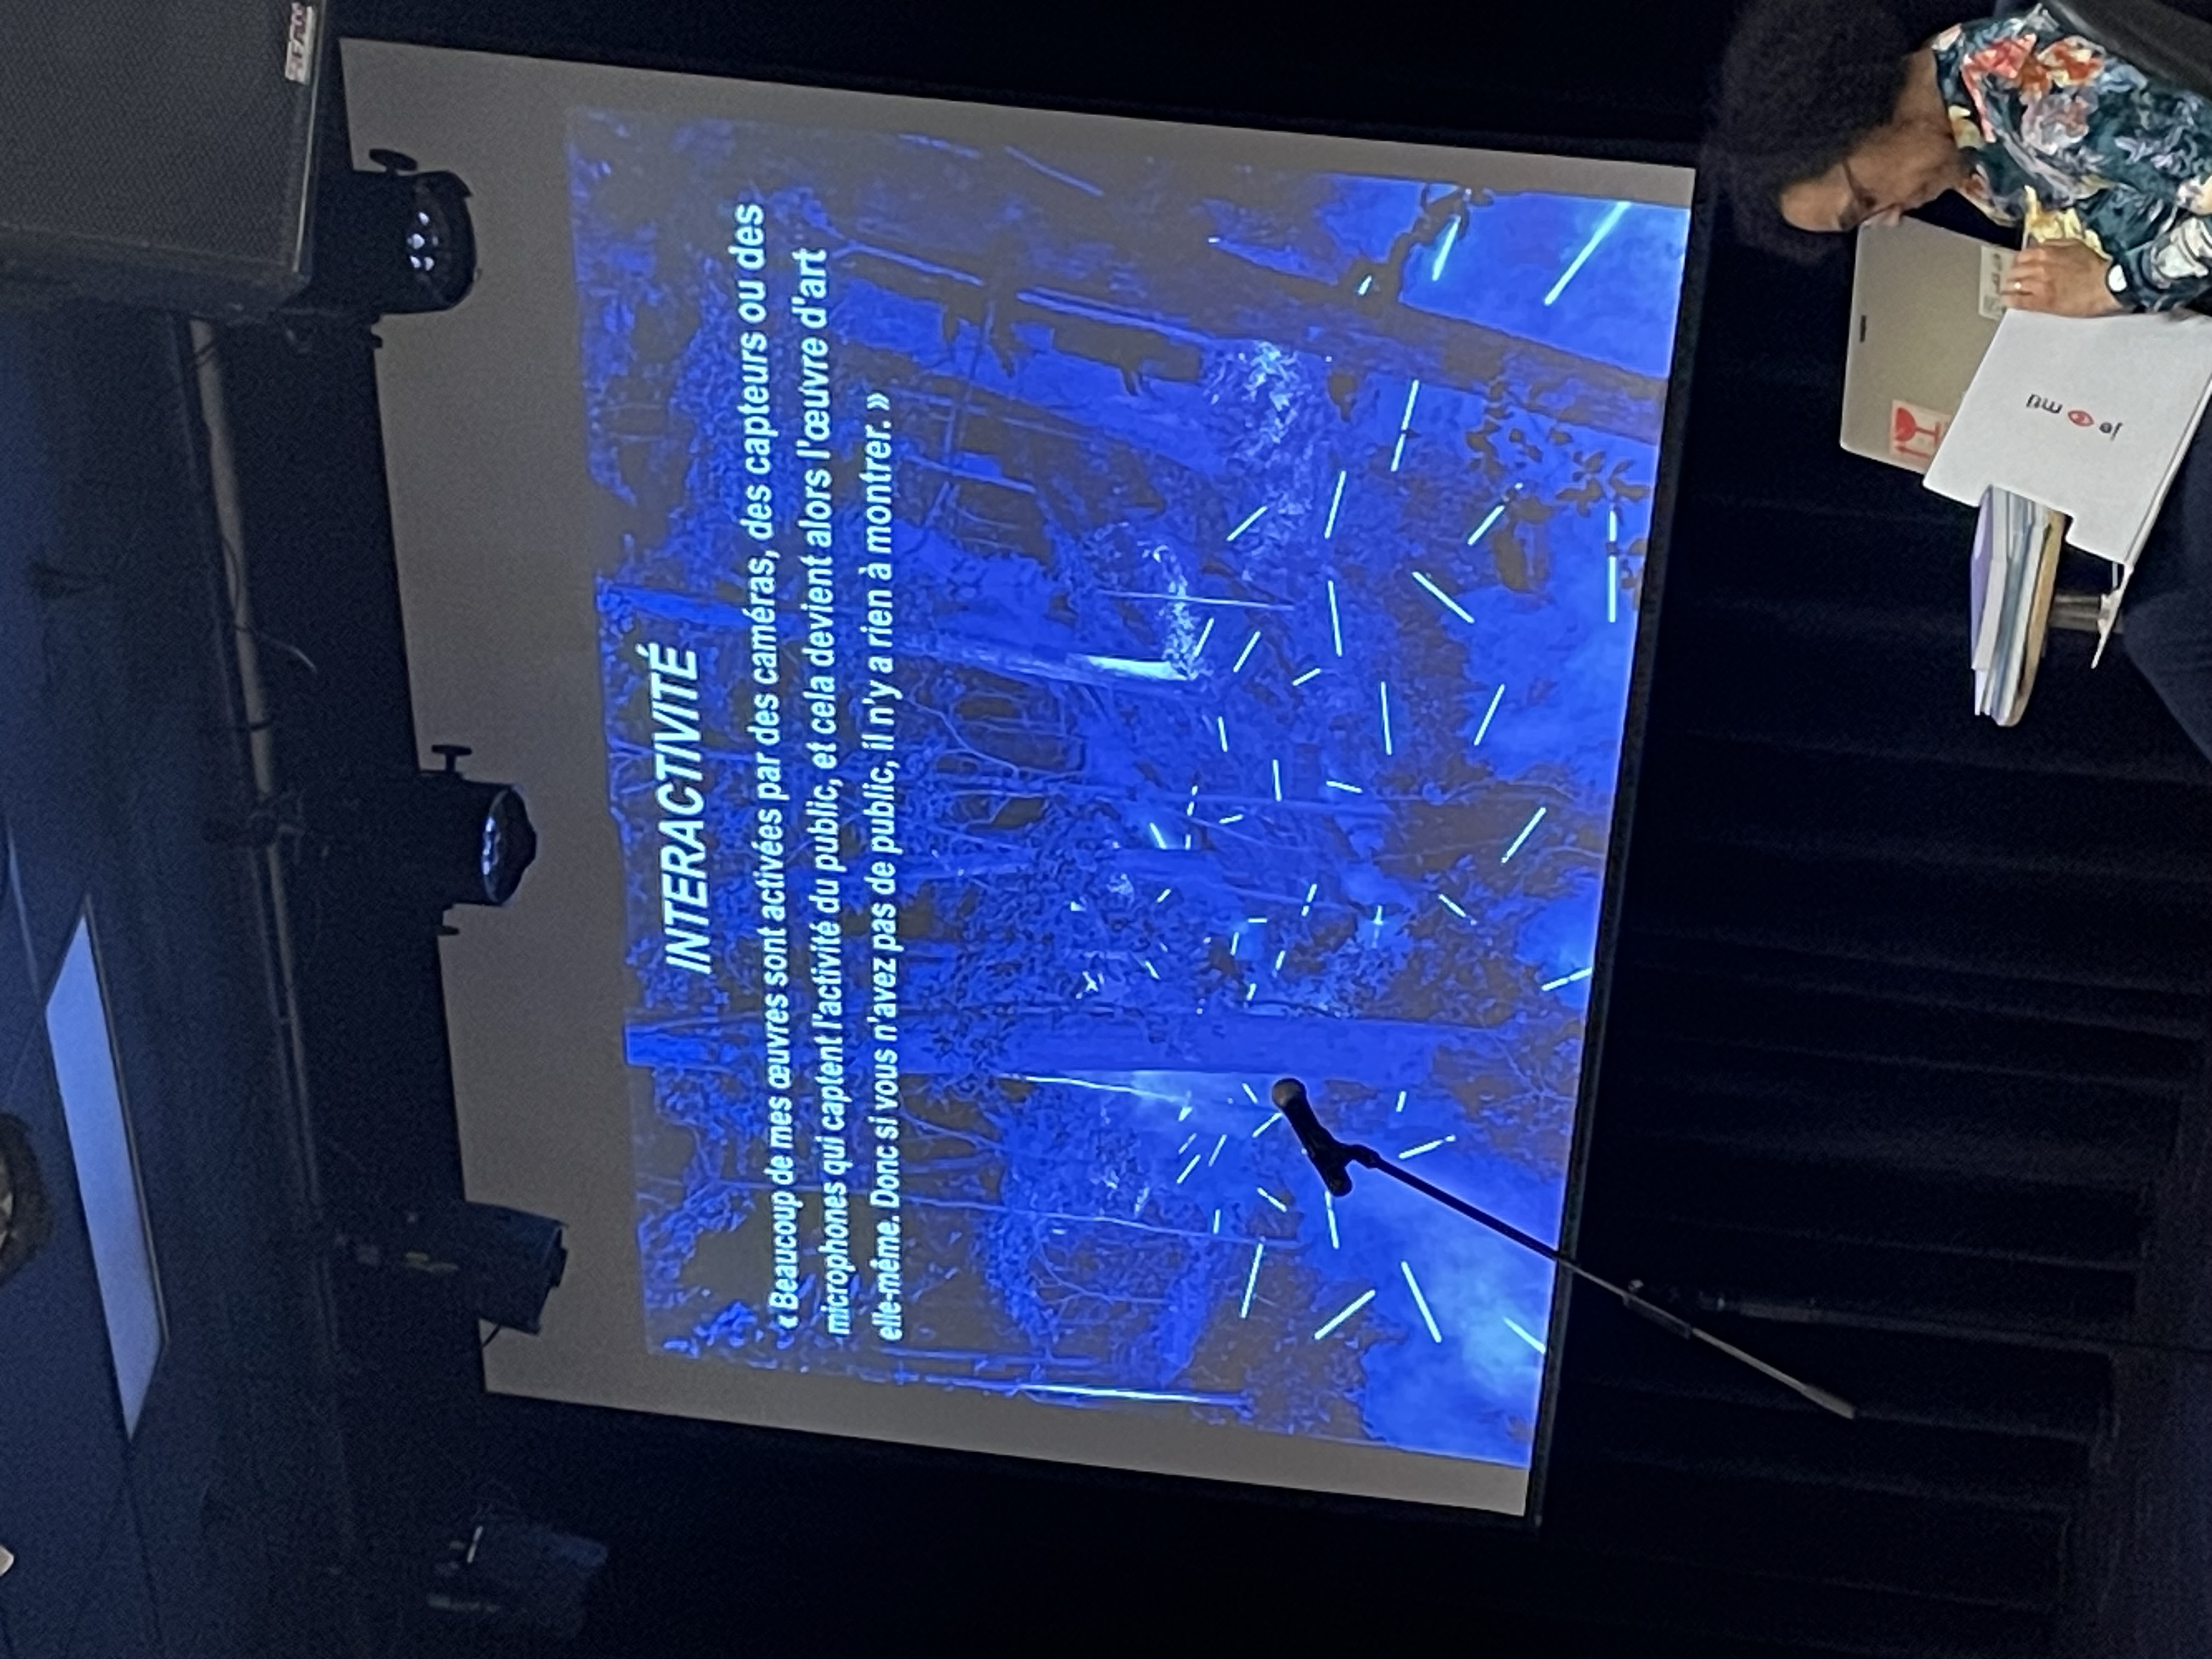 INTERACTIVITÉ
« Beaucoup de mes œuvres sont activées par des caméras, des capteurs ou des
microphones qui captent l'activité du public, et cela devient alors l'œuvre d'art
elle-même. Donc si vous n'avez pas de public, il n'y a rien à montrer. »
je mtl